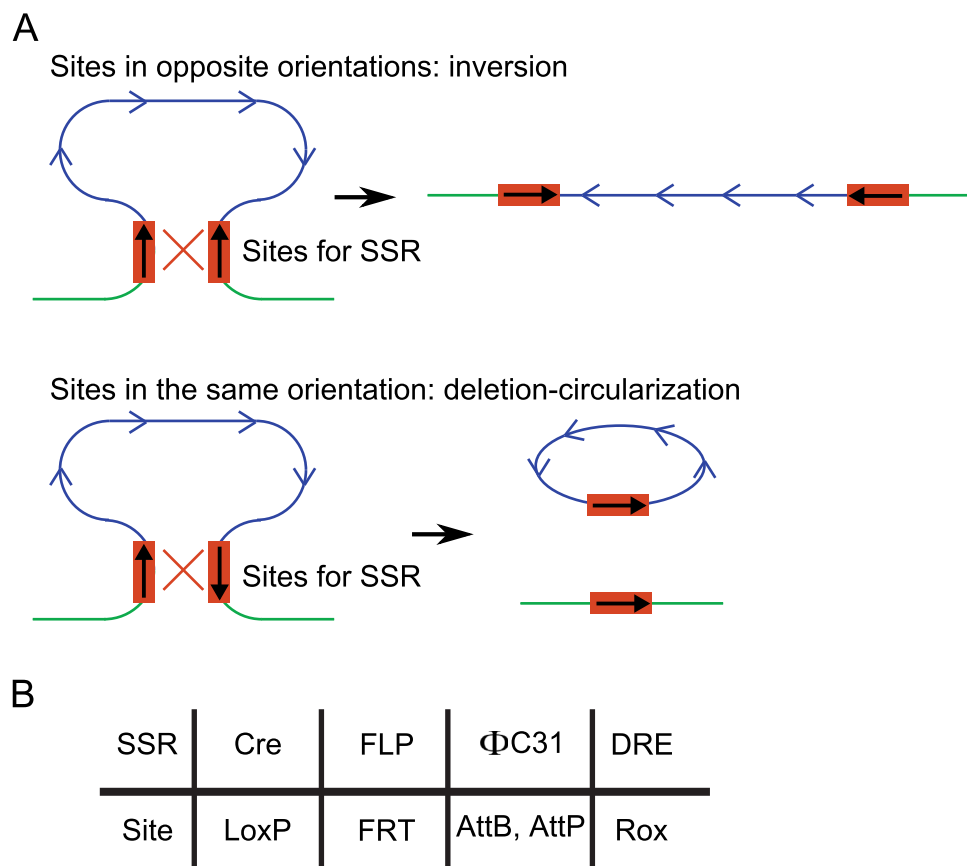 A
Sites in opposite orientations: inversion
Sites for SSR
Sites in the same orientation: deletion-circularization
Sites for SSR
B
SSR Cre FLP ΦC31 DRE
Site LoxP FRT AttB, AttP Rox